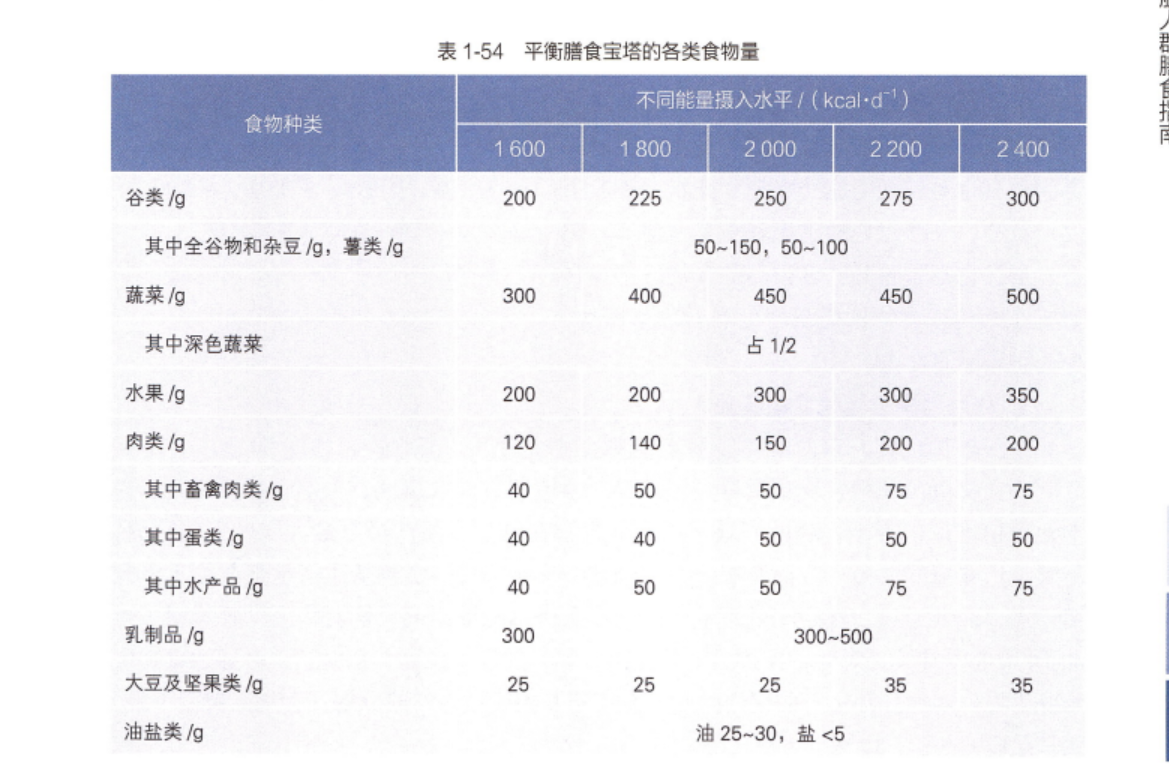 表 1-54 平衡膳食宝塔的各类食物量
食物种类 不同能量摄入水平 / ( kcal·d⁻¹ )
1 600 1 800 2 000 2 200 2 400
谷类 /g 200 225 250 275 300
其中全谷物和杂豆 /g，薯类 /g 50~150，50~100
蔬菜 /g 300 400 450 450 500
其中深色蔬菜 占 1/2
水果 /g 200 200 300 300 350
肉类 /g 120 140 150 200 200
其中畜禽肉类 /g 40 50 50 75 75
其中蛋类 /g 40 40 50 50 50
其中水产品 /g 40 50 50 75 75
乳制品 /g 300 300~500
大豆及坚果类 /g 25 25 25 35 35
油盐类 /g 油 25~30，盐 <5
人群膳食指南